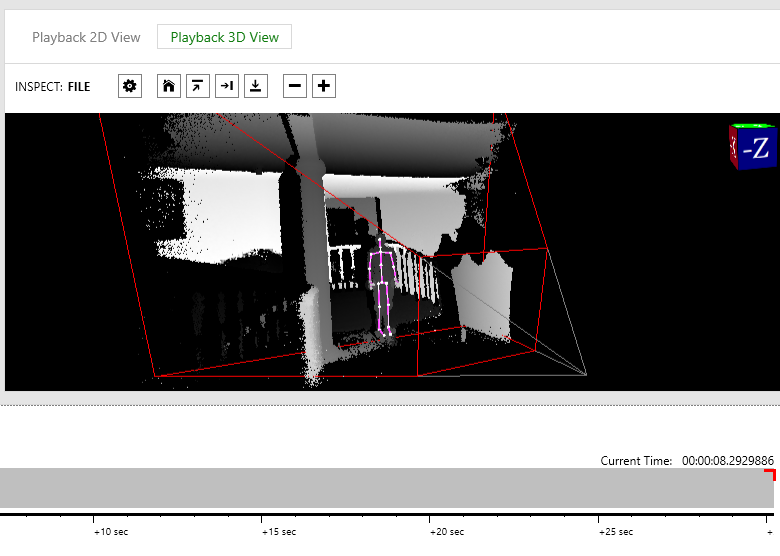 Playback 2D View Playback 3D View
INSPECT: FILE
-Z
Current Time: 00:00:08.2929886
+10 sec +15 sec +20 sec +25 sec +